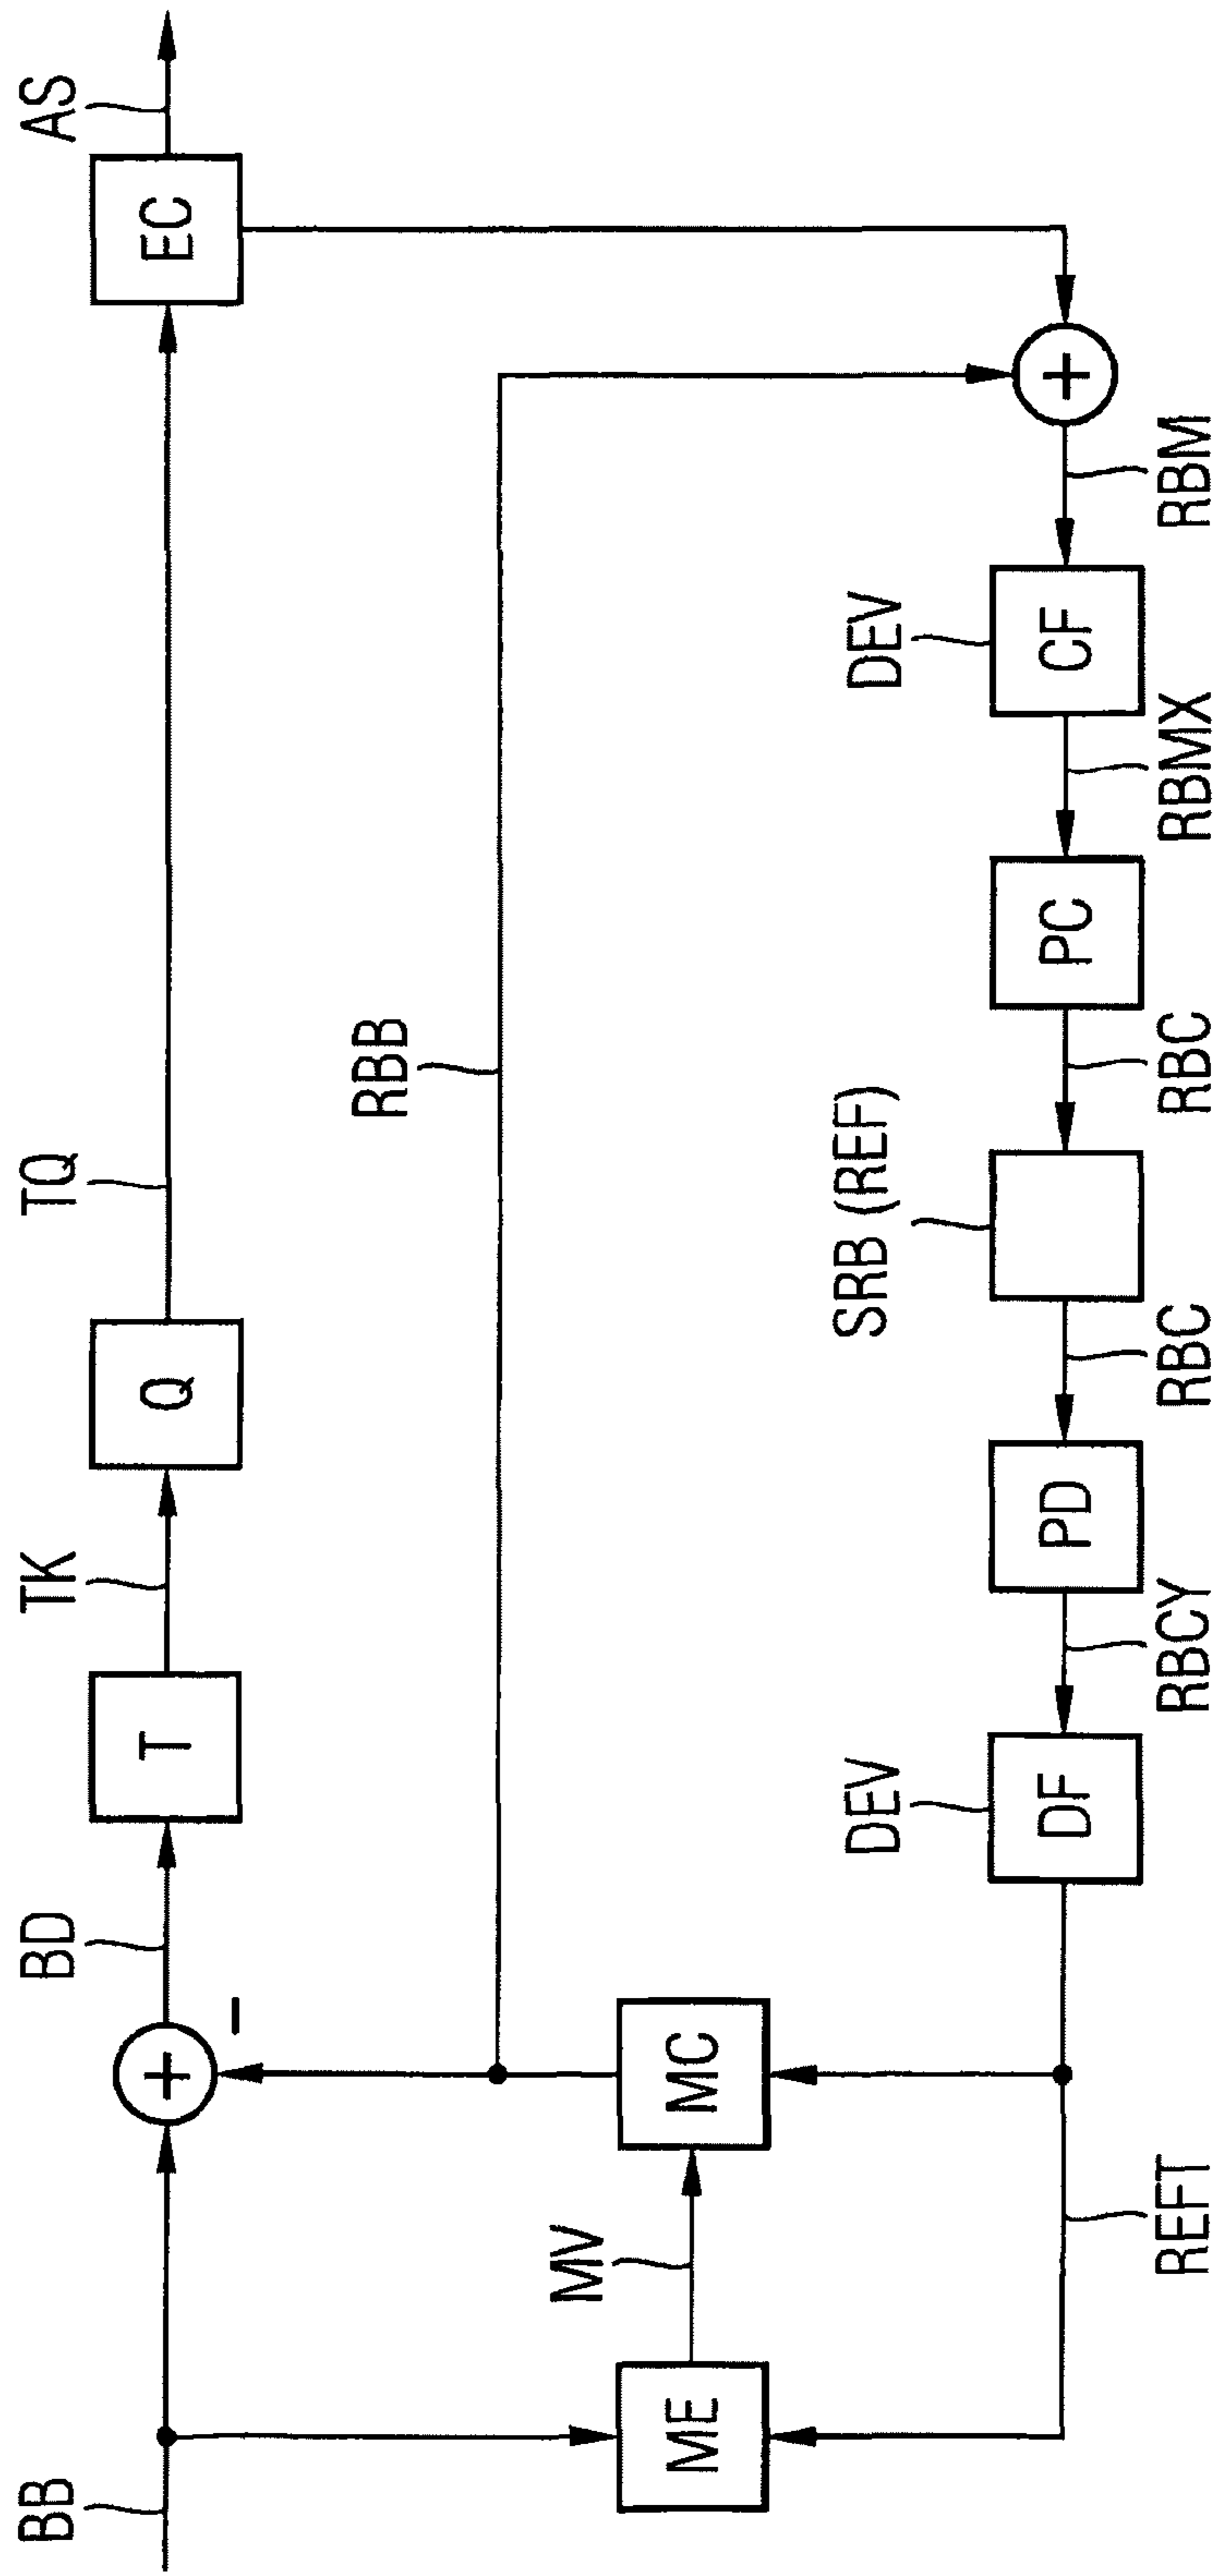 BB
BD
TK
TQ
AS
+
−
T
Q
EC
RBB
MV
ME
MC
DEV
SRB (REF)
DEV
DF
PD
PC
CF
+
REFT
RBCY
RBC
RBC
RBMX
RBM